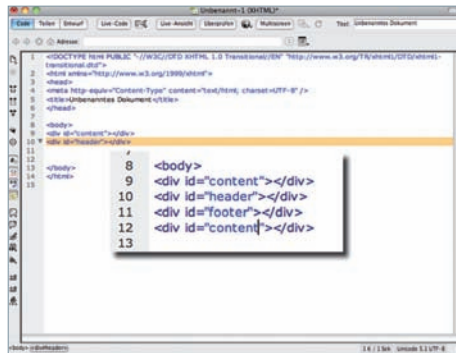 Unbenannt-1 (XHTML)*
Code Teilen Entwurf Live-Code Live-Ansicht Überprüfen Multiscreen Titel: Unbenanntes Dokument
Adresse:
1 <!DOCTYPE html PUBLIC "-//W3C//DTD XHTML 1.0 Transitional//EN" "http://www.w3.org/TR/xhtml1/DTD/xhtml1-
transitional.dtd">
2 <html xmlns="http://www.w3.org/1999/xhtml">
3 <head>
4 <meta http-equiv="Content-Type" content="text/html; charset=UTF-8" />
5 <title>Unbenanntes Dokument</title>
6 </head>
7
8 <body>
9 <div id="content"></div>
10 <div id="header"></div>
11
12
13 </body>
14 </html>
15
8 <body>
9 <div id="content"></div>
10 <div id="header"></div>
11 <div id="footer"></div>
12 <div id="content"></div>
13
<body> <div#header> 1 K / 1 Sek Unicode 5.1 UTF-8